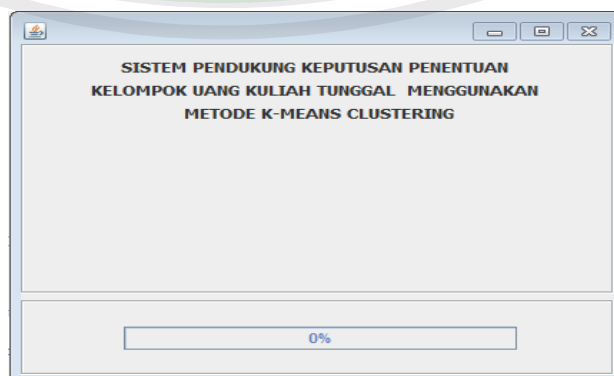 SISTEM PENDUKUNG KEPUTUSAN PENENTUAN
KELOMPOK UANG KULIAH TUNGGAL MENGGUNAKAN
METODE K-MEANS CLUSTERING
0%